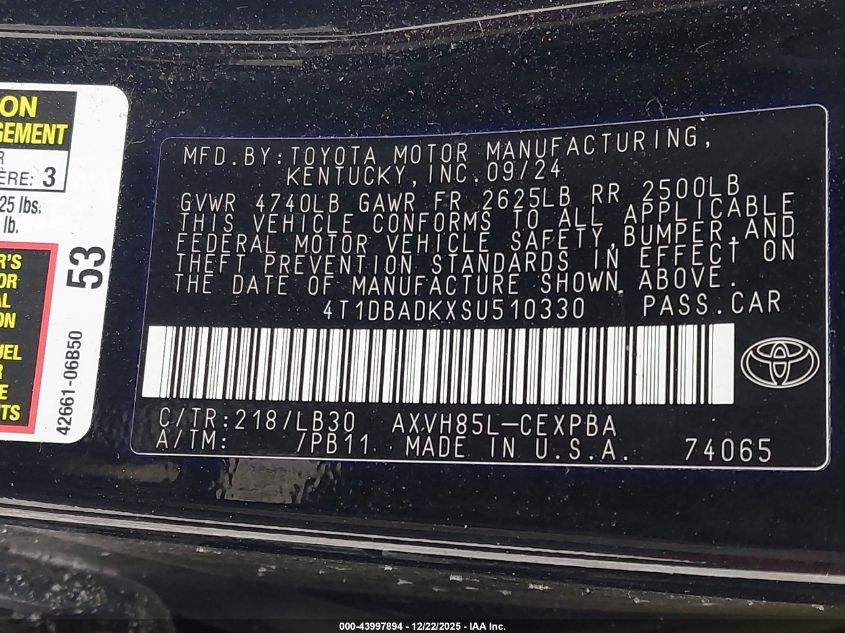 ON
GEMENT
R
ÈRE: 3
25 lbs.
lb.
R'S
OR
AL
ON
UEL
R
E
TS
53
42661-06B50
MFD.BY:TOYOTA MOTOR MANUFACTURING,
KENTUCKY,INC.09/24
GVWR 4740LB GAWR FR 2625LB RR 2500LB
THIS VEHICLE CONFORMS TO ALL APPLICABLE
FEDERAL MOTOR VEHICLE SAFETY,BUMPER,AND
THEFT PREVENTION STANDARDS IN EFFECT ON
THE DATE OF MANUFACTURE SHOWN ABOVE.
4T1DBADKXSU510330 PASS.CAR
C/TR:218/LB30 AXVH85L-CEXPBA
A/TM: /PB11 MADE IN U.S.A. 74065
000-43997894 | 12/22/2025 | IAA Inc.